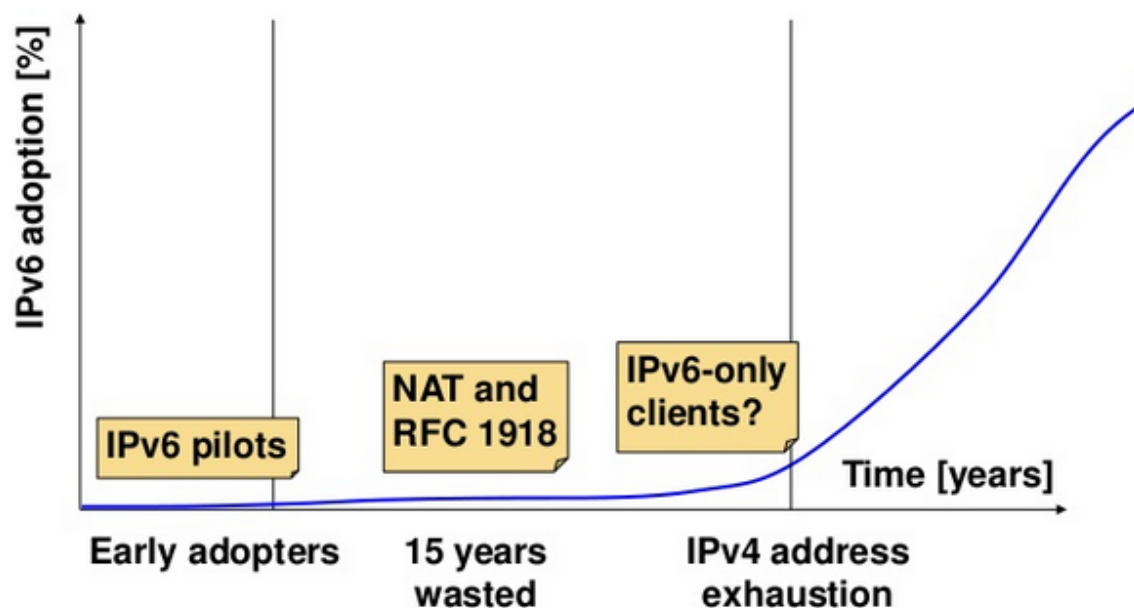 IPv6 adoption [%]
IPv6 pilots
NAT and
RFC 1918
IPv6-only
clients?
Time [years]
Early adopters
15 years
wasted
IPv4 address
exhaustion